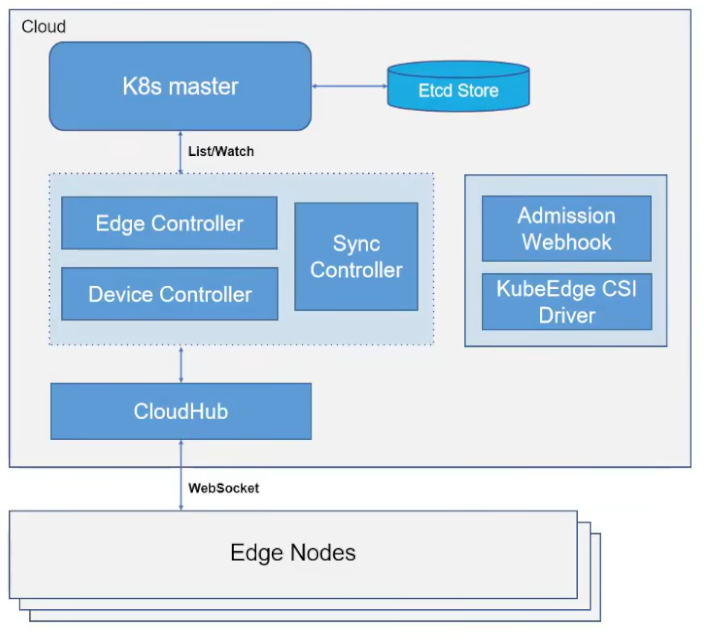 Cloud
K8s master
Etcd Store
List/Watch
Edge Controller
Device Controller
Sync
Controller
Admission
Webhook
KubeEdge CSI
Driver
CloudHub
WebSocket
Edge Nodes